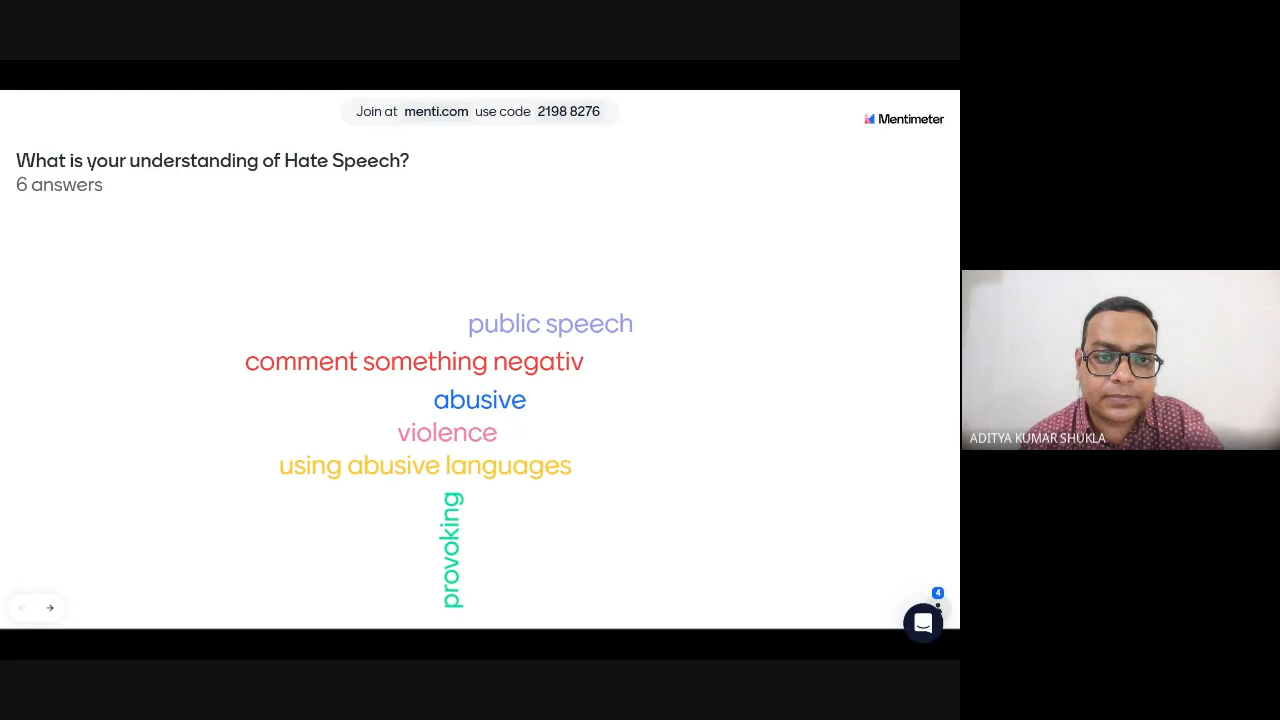 Join at menti.com use code 2198 8276
Mentimeter
What is your understanding of Hate Speech?
6 answers
public speech
comment something negativ
abusive
violence
using abusive languages
provoking
4
ADITYA KUMAR SHUKLA